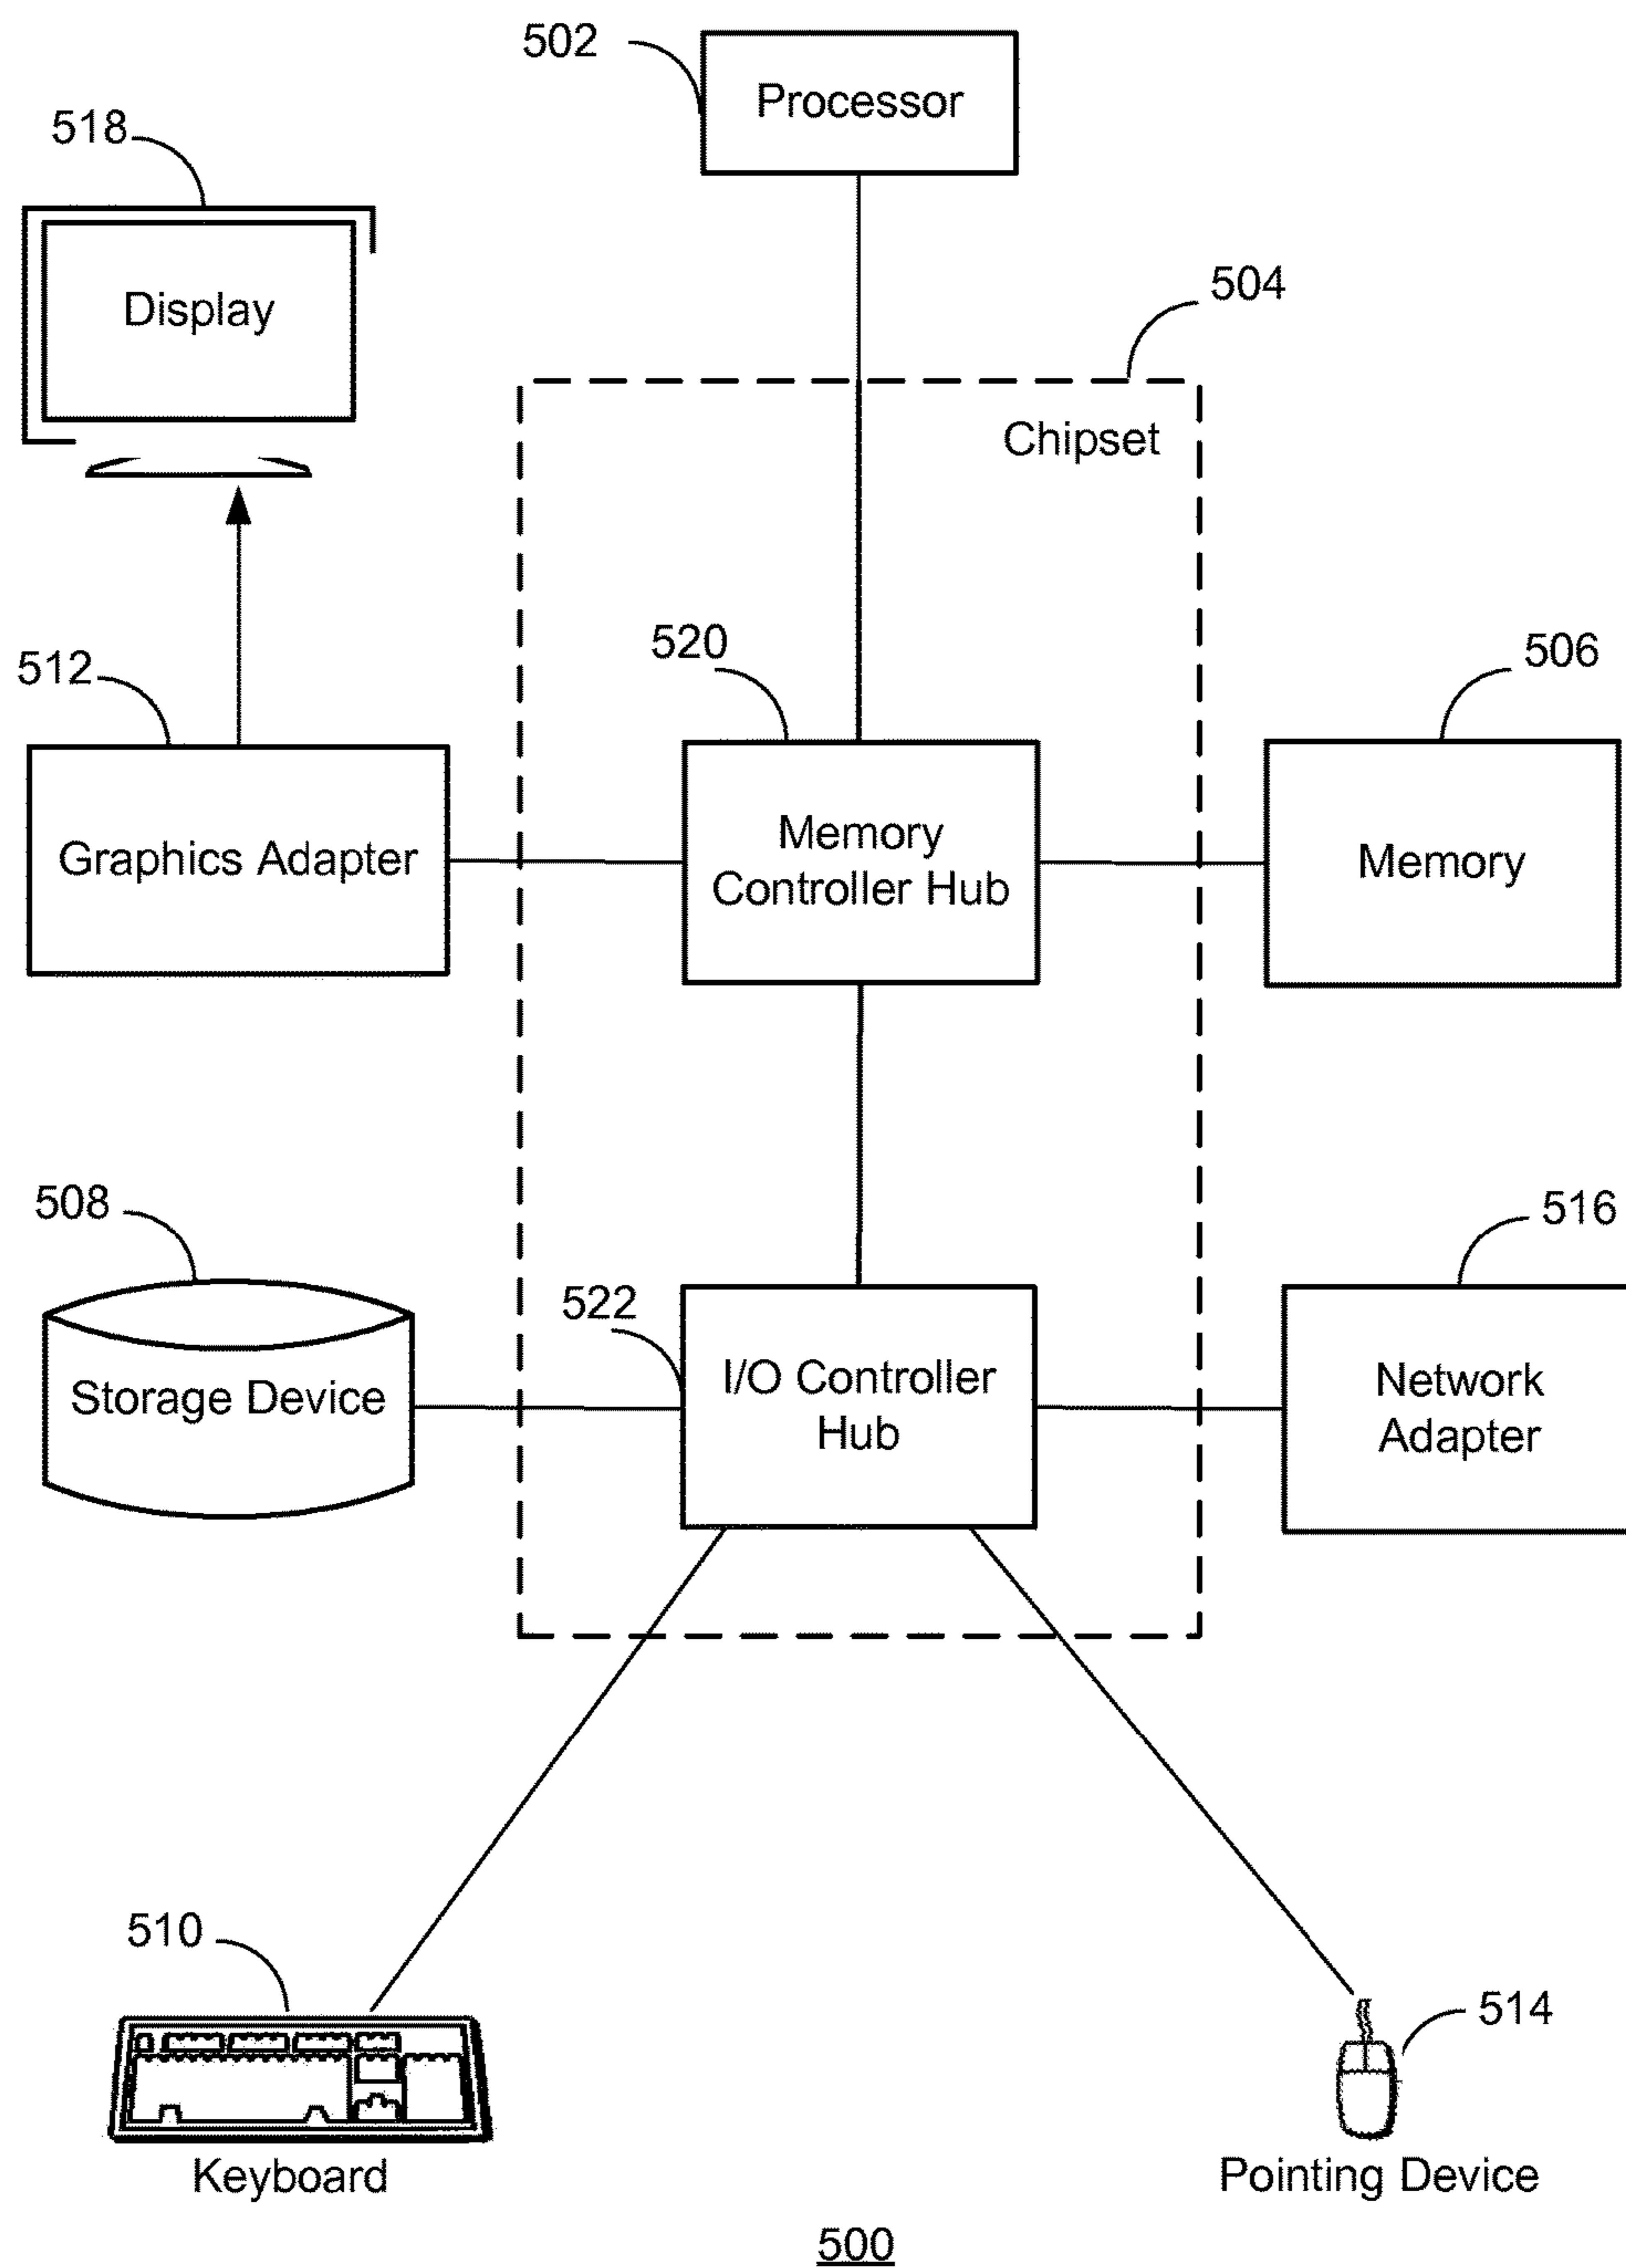 502
Processor
518
Display
504
Chipset
520
506
512
Memory
Controller Hub
Graphics Adapter
Memory
508
516
522
I/O Controller
Hub
Storage Device
Network
Adapter
510
514
Keyboard
Pointing Device
500